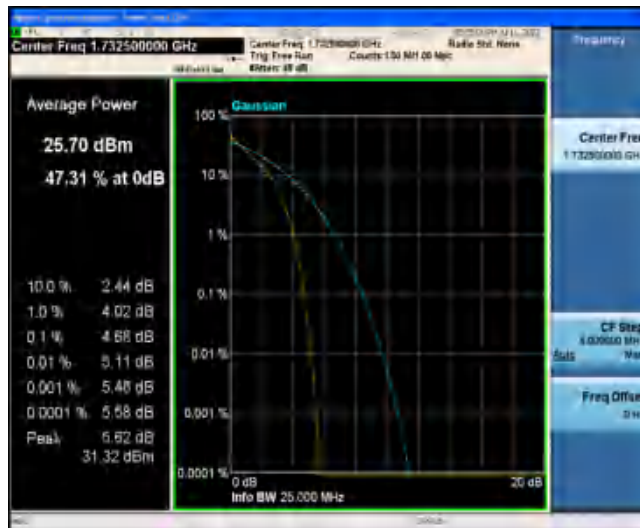 Center Freq 1.732500000 GHz
Center Freq: 1.732500000 GHz
Radio Std: None
Trig: Free Run
Frequency
Average Power
25.70 dBm
47.31 % at 0dB
10.0 % 2.44 dB
1.0 % 4.02 dB
0.1 % 4.68 dB
0.01 % 5.11 dB
0.001 % 5.48 dB
0.0001 % 5.58 dB
Peak 5.62 dB
31.32 dBm
Gaussian
100 %
10 %
1 %
0.1 %
0.01 %
0.001 %
0.0001 %
0 dB
20 dB
Info BW 25.000 MHz
Center Freq
CF Step
Auto
Freq Offse